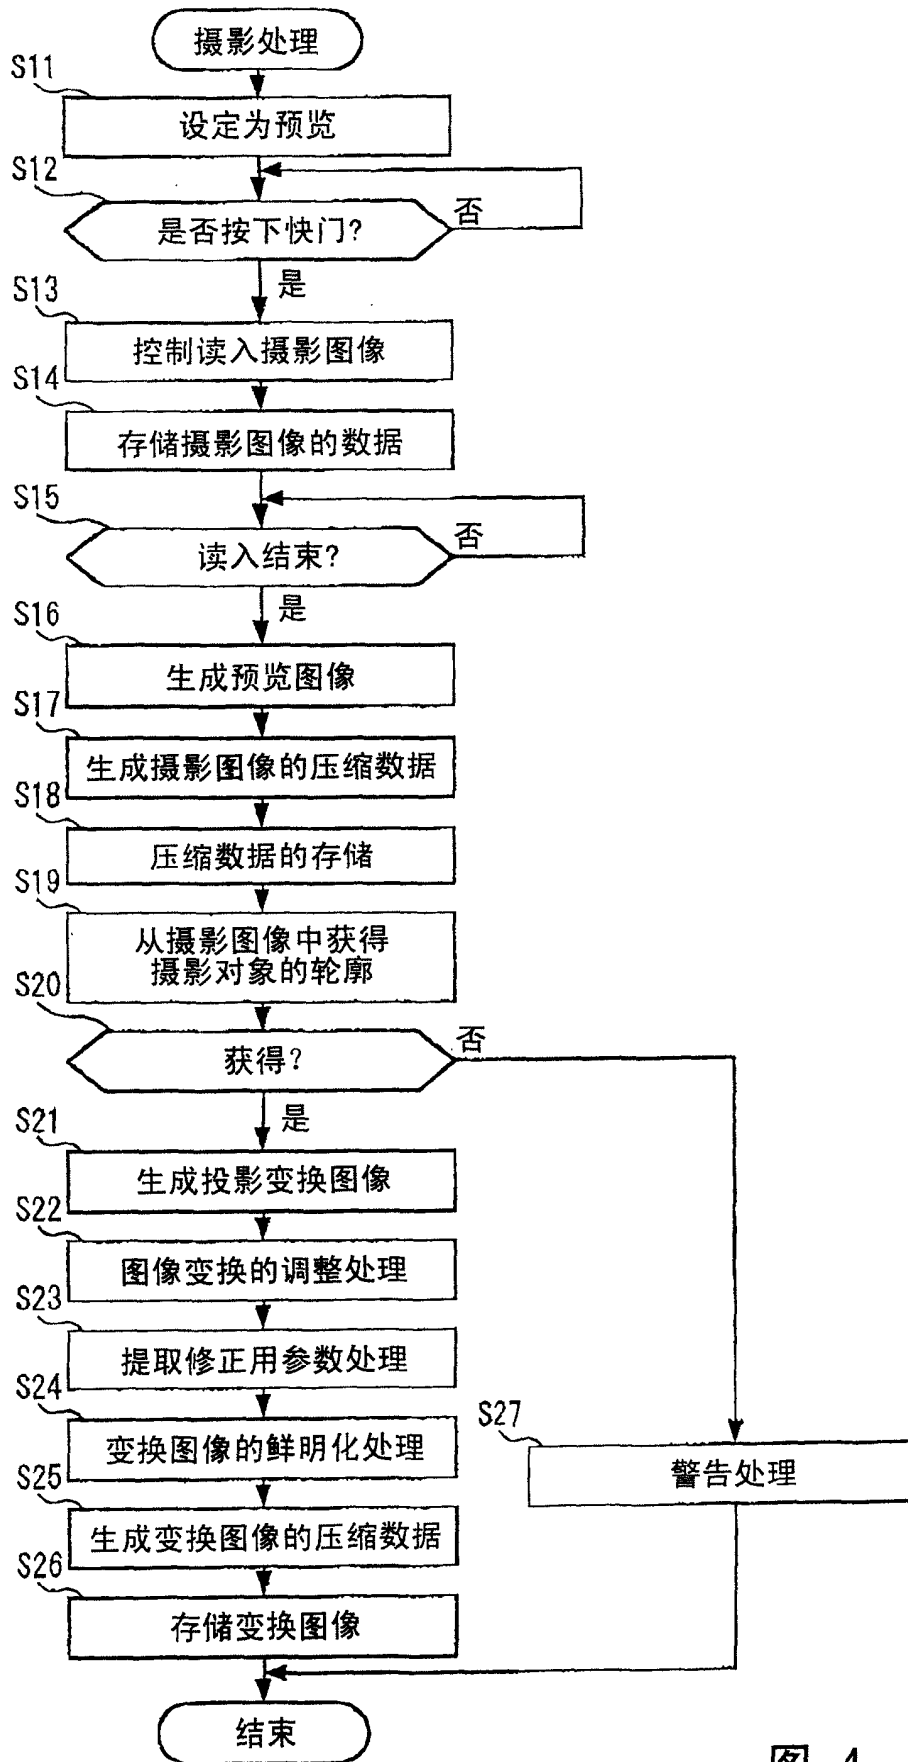 摄影处理
S11
设定为预览
S12
是否按下快门?
否
是
S13
控制读入摄影图像
S14
存储摄影图像的数据
S15
读入结束?
否
是
S16
生成预览图像
S17
生成摄影图像的压缩数据
S18
压缩数据的存储
S19
从摄影图像中获得
摄影对象的轮廓
S20
获得?
否
是
S21
生成投影变换图像
S22
图像变换的调整处理
S23
提取修正用参数处理
S24
变换图像的鲜明化处理
S27
警告处理
S25
生成变换图像的压缩数据
S26
存储变换图像
结束
图 4